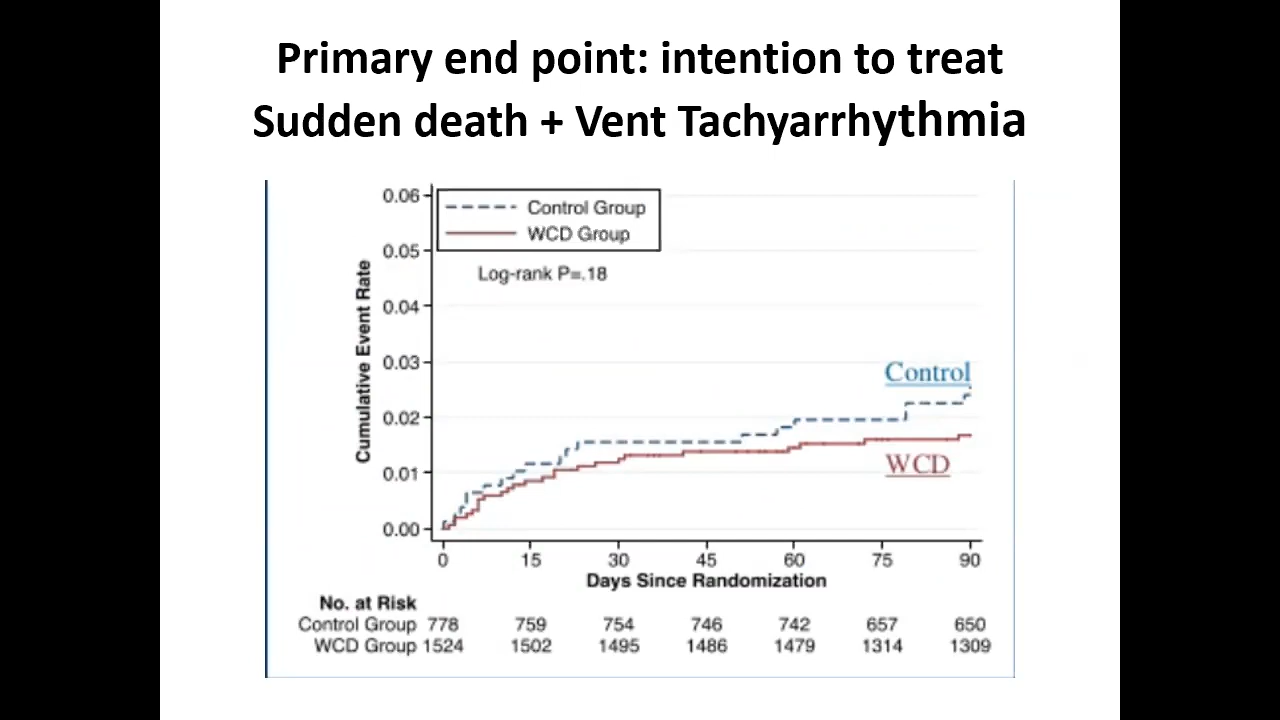 Primary end point: intention to treat
Sudden death + Vent Tachyarrhythmia
0.06
0.05
0.04
0.03
0.02
0.01
0.00
Cumulative Event Rate
Control Group
WCD Group
Log-rank P=.18
Control
WCD
0 15 30 45 60 75 90
Days Since Randomization
No. at Risk
Control Group 778 759 754 746 742 657 650
WCD Group 1524 1502 1495 1486 1479 1314 1309